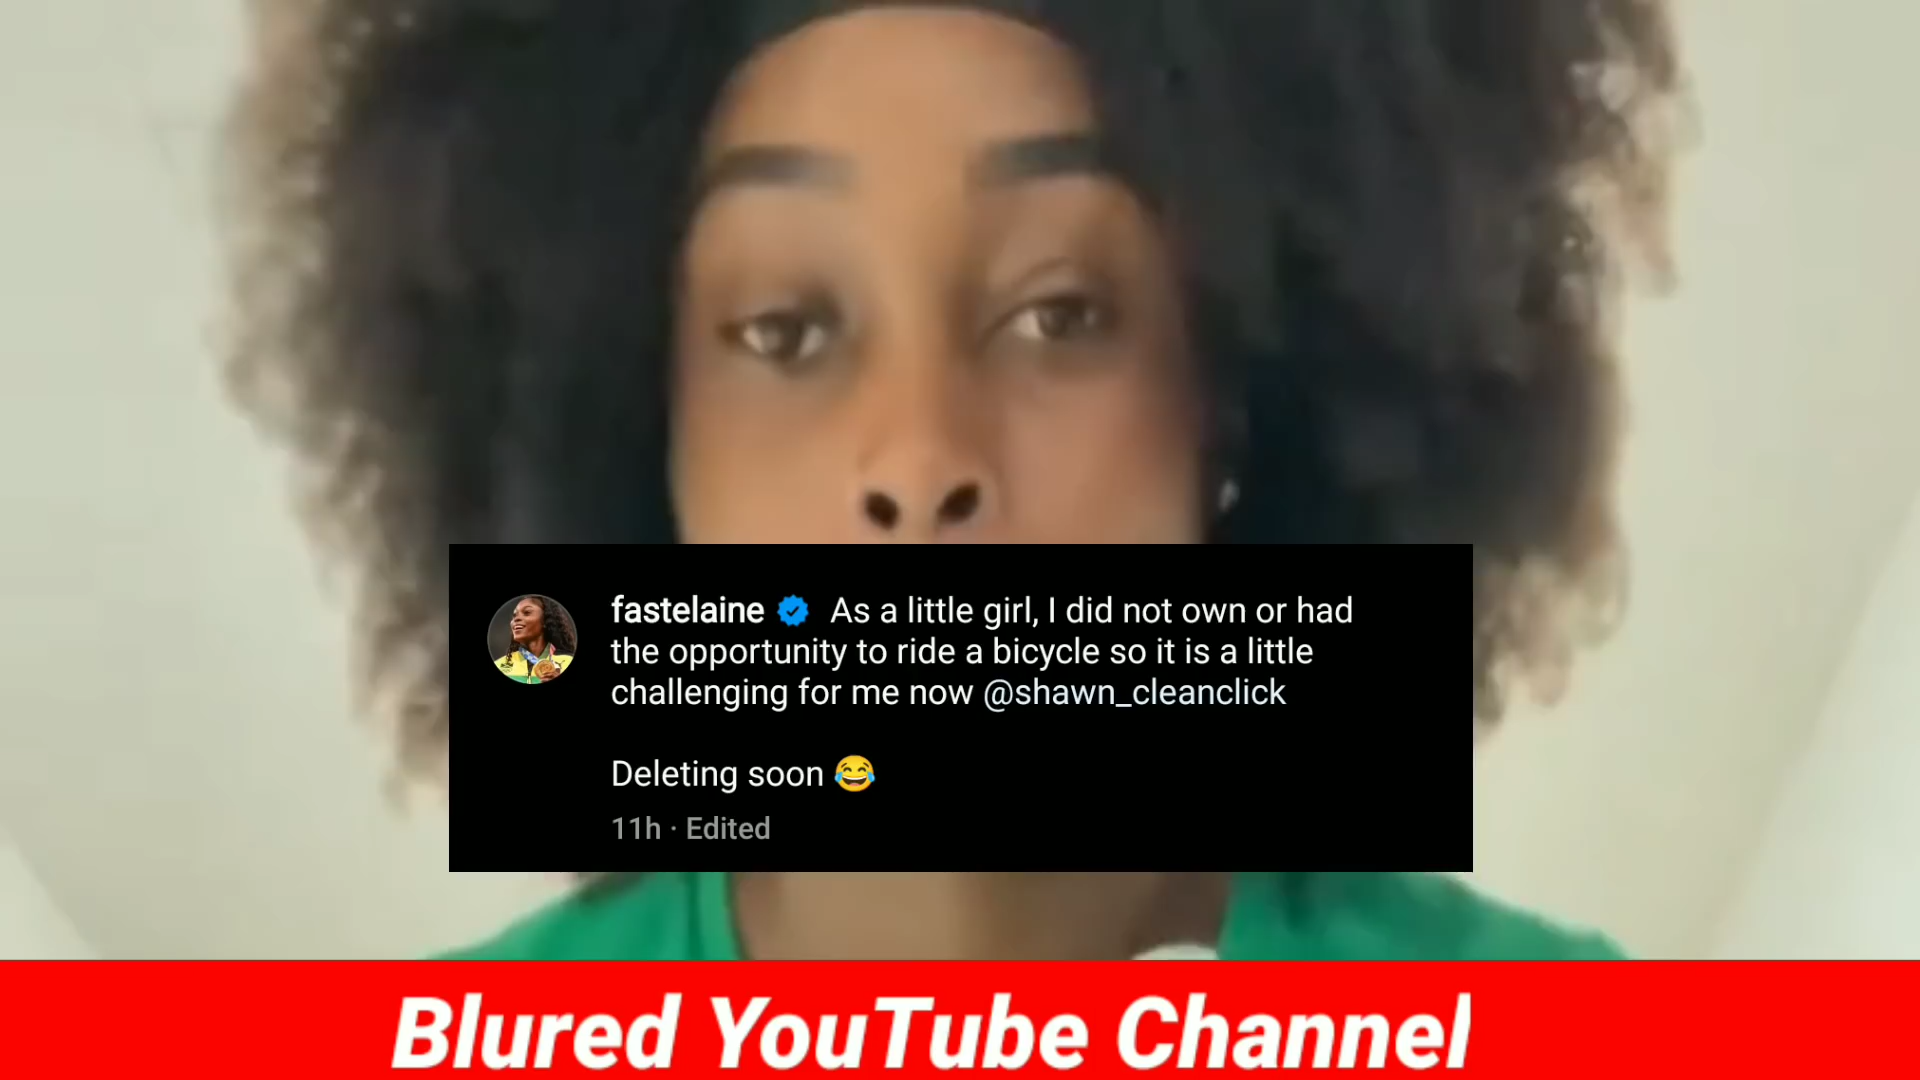 fastelaine As a little girl, I did not own or had
the opportunity to ride a bicycle so it is a little
challenging for me now @shawn_cleanclick
Deleting soon 😂
11h · Edited
Blured YouTube Channel